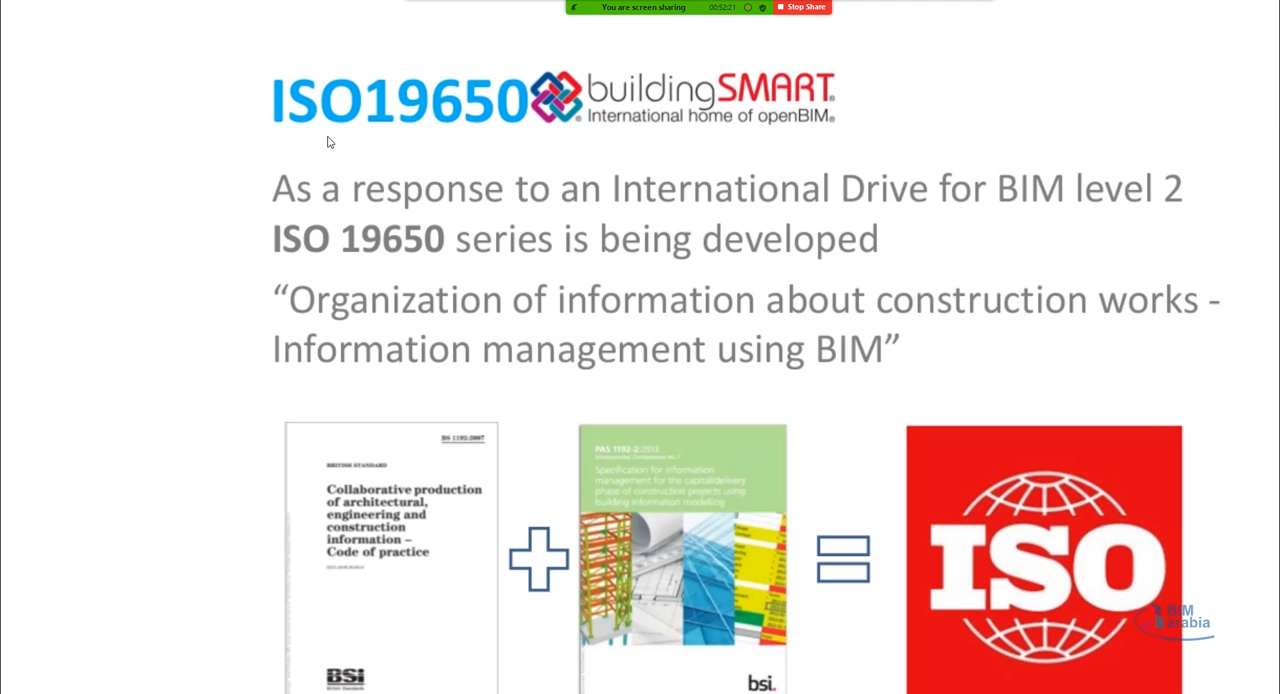 You are screen sharing 00:52:21 Stop Share
ISO19650
buildingSMART®
International home of openBIM®
As a response to an International Drive for BIM level 2
ISO 19650 series is being developed
“Organization of information about construction works -
Information management using BIM”
BS 1192:2007
BRITISH STANDARD
Collaborative production
of architectural,
engineering and
construction
information –
Code of practice
BSi
British Standards
PAS 1192-2:2013
Specification for information
management for the capital/delivery
phase of construction projects using
building information modelling
bsi.
ISO
BIM
arabia